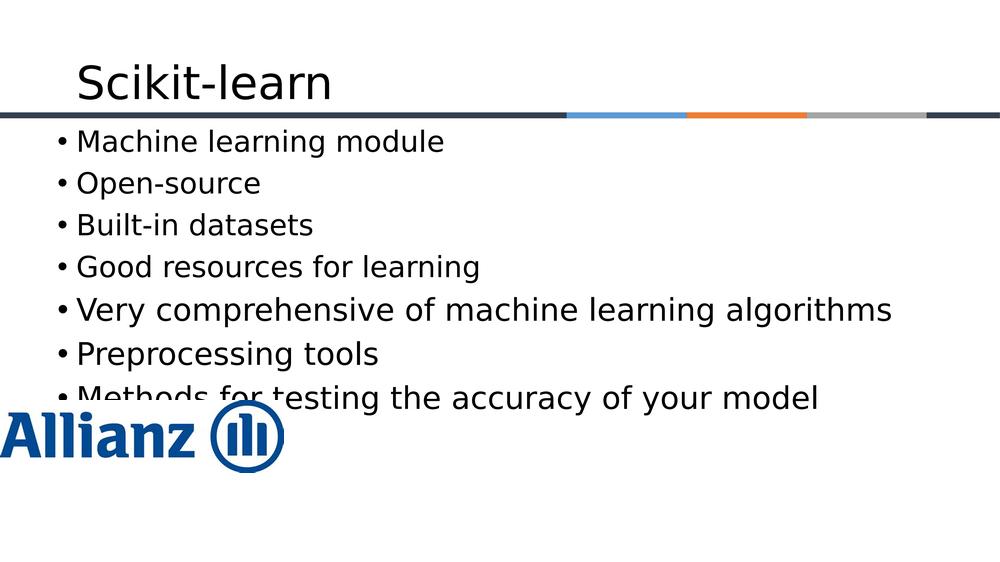 Scikit-learn
• Machine learning module
• Open-source
• Built-in datasets
• Good resources for learning
• Very comprehensive of machine learning algorithms
• Preprocessing tools
• Methods for testing the accuracy of your model
Allianz